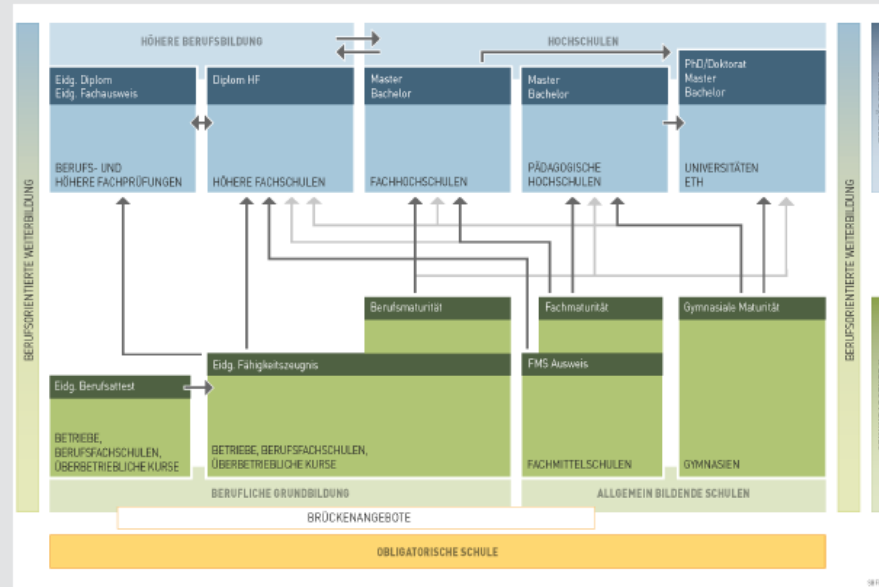 HÖHERE BERUFSBILDUNG
HOCHSCHULEN
Eidg. Diplom
Eidg. Fachausweis
BERUFS- UND
HÖHERE FACHPRÜFUNGEN
Diplom HF
HÖHERE FACHSCHULEN
Master
Bachelor
FACHHOCHSCHULEN
Master
Bachelor
PÄDAGOGISCHE
HOCHSCHULEN
PhD/Doktorat
Master
Bachelor
UNIVERSITÄTEN
ETH
BERUFSORIENTIERTE WEITERBILDUNG
BERUFSORIENTIERTE WEITERBILDUNG
Berufsmaturität
Fachmaturität
Gymnasiale Maturität
Eidg. Fähigkeitszeugnis
FMS Ausweis
Eidg. Berufsattest
BETRIEBE,
BERUFSFACHSCHULEN,
ÜBERBETRIEBLICHE KURSE
BETRIEBE, BERUFSFACHSCHULEN,
ÜBERBETRIEBLICHE KURSE
FACHMITTELSCHULEN
GYMNASIEN
BERUFLICHE GRUNDBILDUNG
ALLGEMEIN BILDENDE SCHULEN
BRÜCKENANGEBOTE
OBLIGATORISCHE SCHULE